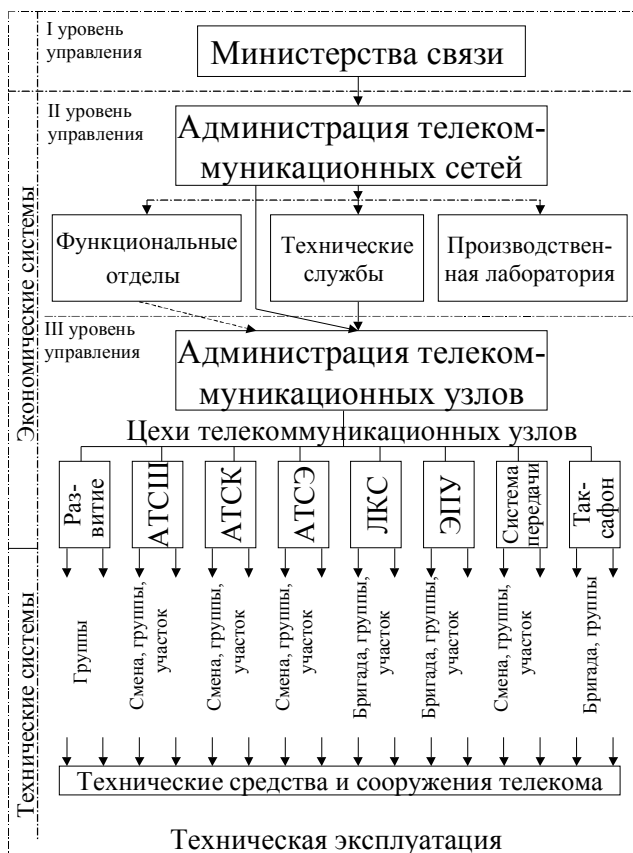 I уровень
управления
Министерства связи
II уровень
управления
Администрация телеком-
муникационных сетей
Функциональные
отделы
Технические
службы
Производствен-
ная лаборатория
III уровень
управления
Администрация телеком-
муникационных узлов
Цехи телекоммуникационных узлов
Экономические системы
Раз-
витие
АТСШ
АТСК
АТСЭ
ЛКС
ЭПУ
Система
передачи
Так-
сафон
Технические системы
Группы
Смена, группы,
участок
Смена, группы,
участок
Смена, группы,
участок
Бригада, группы,
участок
Бригада, группы,
участок
Смена, группы,
участок
Бригада, группы
Технические средства и сооружения телекома
Техническая эксплуатация